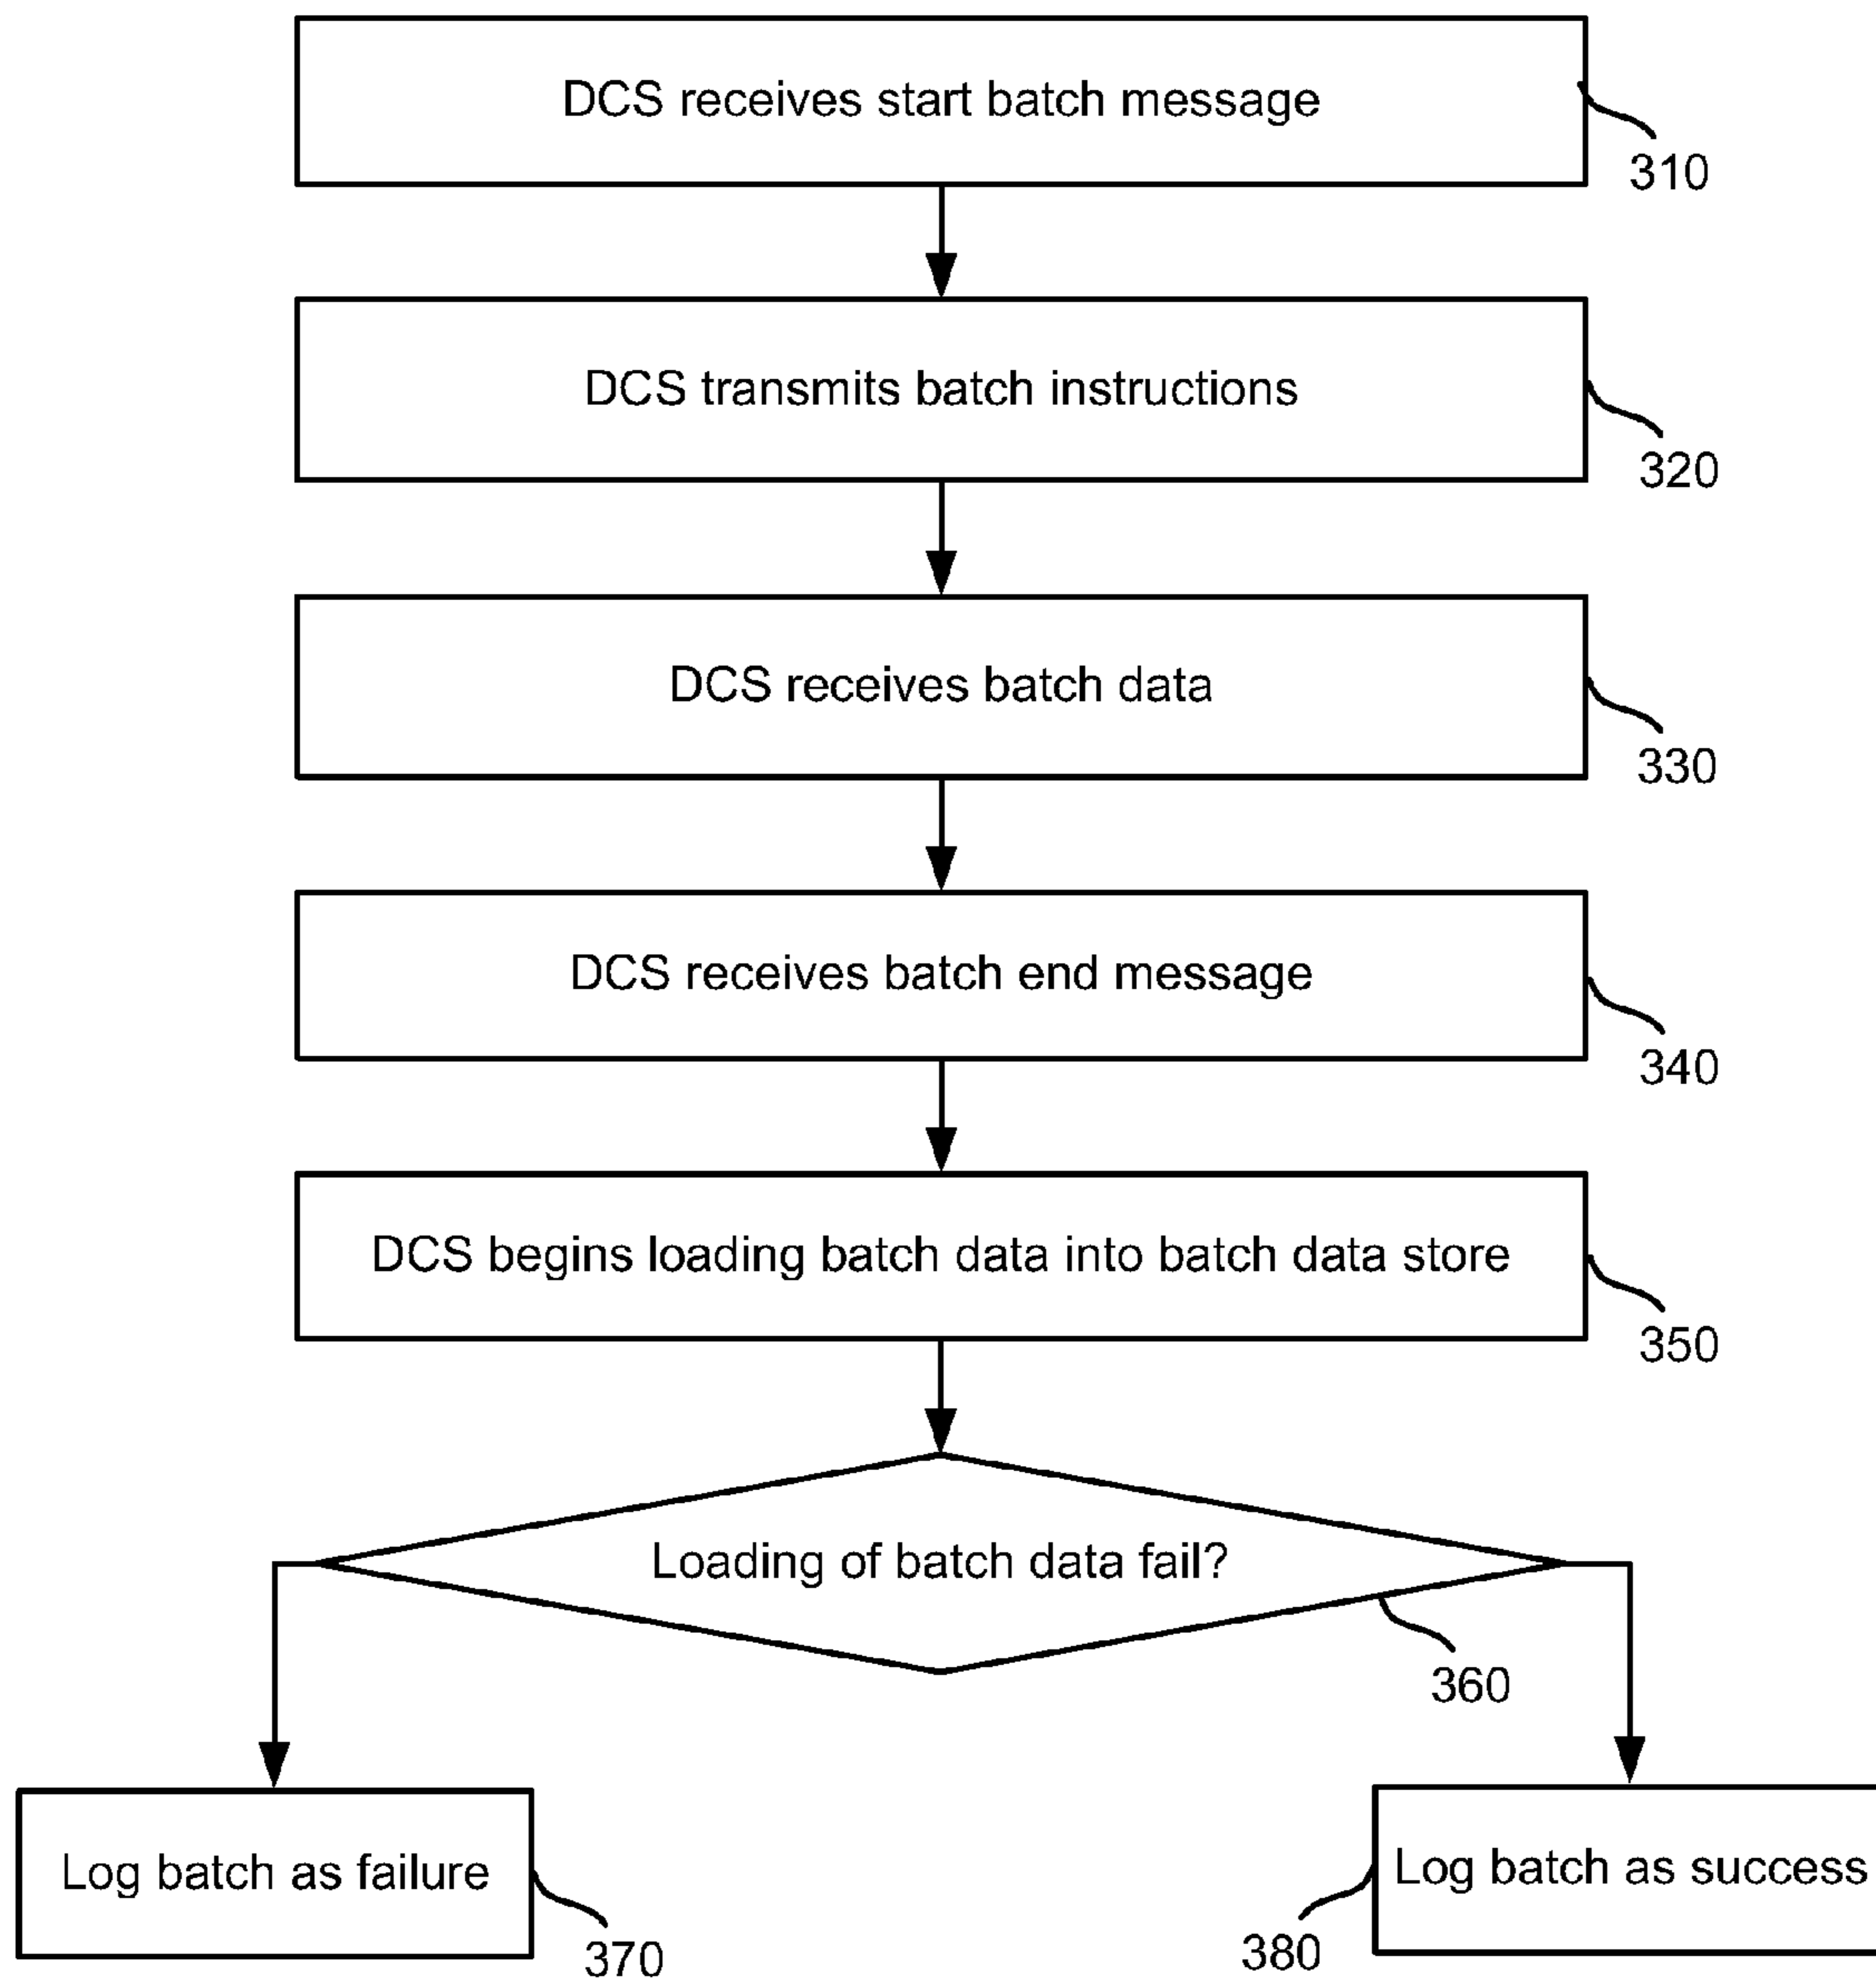 DCS receives start batch message
310
DCS transmits batch instructions
320
DCS receives batch data
330
DCS receives batch end message
340
DCS begins loading batch data into batch data store
350
Loading of batch data fail?
360
Log batch as failure
370
Log batch as success
380